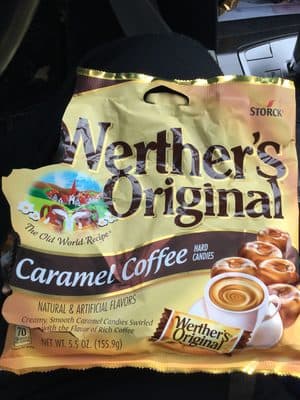 STORCK
Werther's
Original
The Old World Recipe
Caramel Coffee HARD
CANDIES
NATURAL & ARTIFICIAL FLAVORS
Creamy, Smooth Caramel Candies Swirled
with the Flavor of Rich Coffee
70
NET WT. 5.5 OZ. (155.9g)
Werther's
Original